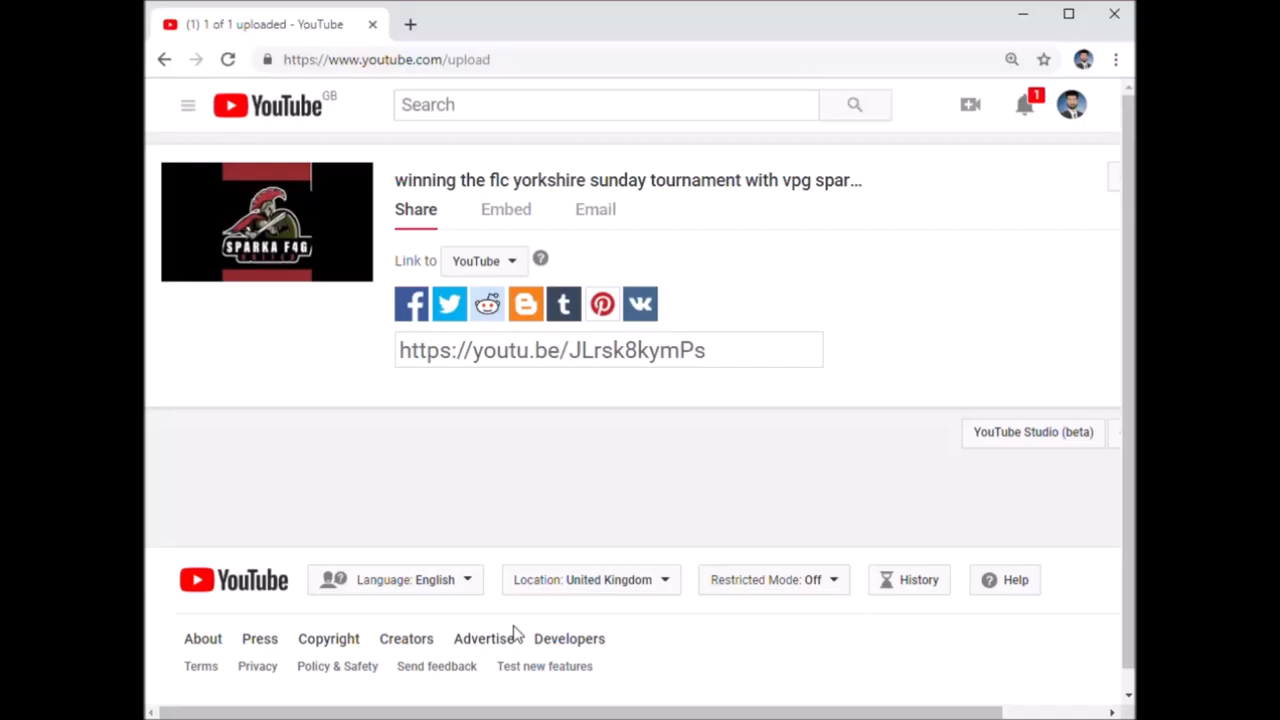 (1) 1 of 1 uploaded - YouTube
https://www.youtube.com/upload
YouTube GB
Search
1
SPARKA F4G
UNITED
winning the flc yorkshire sunday tournament with vpg spar...
Share Embed Email
Link to YouTube
https://youtu.be/JLrsk8kymPs
YouTube Studio (beta)
YouTube Language: English Location: United Kingdom Restricted Mode: Off History Help
About Press Copyright Creators Advertise Developers
Terms Privacy Policy & Safety Send feedback Test new features